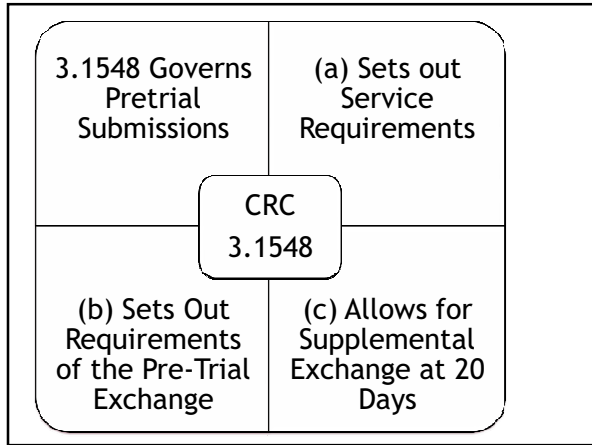 3.1548 Governs
Pretrial
Submissions
(a) Sets out
Service
Requirements
CRC
3.1548
(b) Sets Out
Requirements
of the Pre-Trial
Exchange
(c) Allows for
Supplemental
Exchange at 20
Days